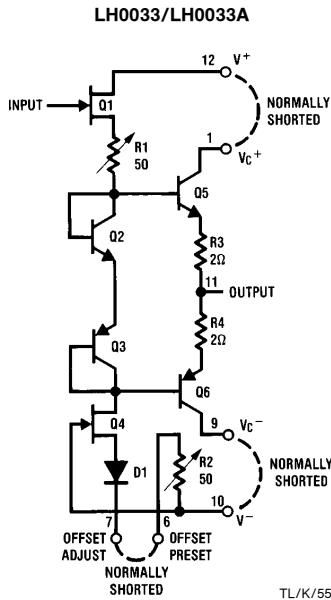 LH0033/LH0033A
12 V+
INPUT
Q1
NORMALLY
SHORTED
R1
50
1
VC+
Q5
Q2
R3
2Ω
11
OUTPUT
R4
2Ω
Q3
Q6
9
VC−
Q4
D1
R2
50
NORMALLY
SHORTED
10
V−
7
6
OFFSET
ADJUST
OFFSET
PRESET
NORMALLY
SHORTED
TL/K/55